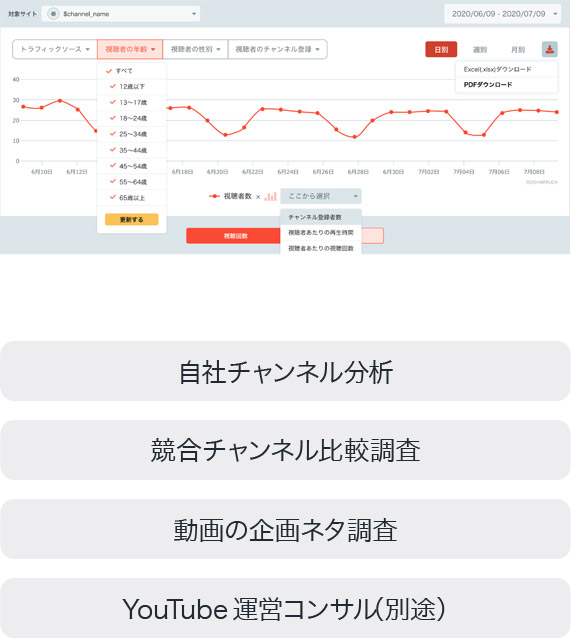 対象サイト $channel_name 2020/06/09 - 2020/07/09
トラフィックソース 視聴者の年齢 視聴者の性別 視聴者のチャンネル登録 日別 週別 月別
すべて
12歳以下
13〜17歳
18〜24歳
25〜34歳
35〜44歳
45〜54歳
55〜64歳
65歳以上
更新する
Excel(.xlsx)ダウンロード
PDFダウンロード
40
30
20
10
0
6月10日 6月12日 6月18日 6月20日 6月22日 6月24日 6月26日 6月28日 6月30日 7月02日 7月04日 7月06日 7月08日
視聴者数 × ここから選択
チャンネル登録者数
視聴者あたりの再生時間
視聴者あたりの視聴回数
視聴回数
自社チャンネル分析
競合チャンネル比較調査
動画の企画ネタ調査
YouTube 運営コンサル(別途)